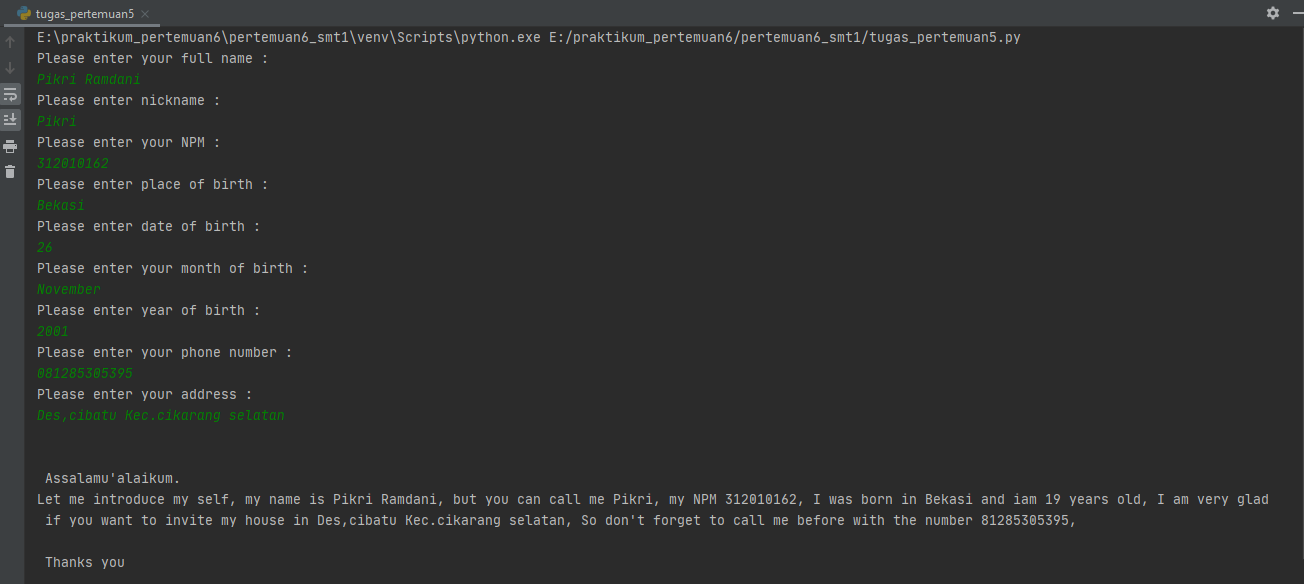 tugas_pertemuan5
E:\praktikum_pertemuan6\pertemuan6_smt1\venv\Scripts\python.exe E:/praktikum_pertemuan6/pertemuan6_smt1/tugas_pertemuan5.py
Please enter your full name :
Pikri Ramdani
Please enter nickname :
Pikri
Please enter your NPM :
312010162
Please enter place of birth :
Bekasi
Please enter date of birth :
26
Please enter your month of birth :
November
Please enter year of birth :
2001
Please enter your phone number :
081285305395
Please enter your address :
Des,cibatu Kec.cikarang selatan
Assalamu'alaikum.
Let me introduce my self, my name is Pikri Ramdani, but you can call me Pikri, my NPM 312010162, I was born in Bekasi and iam 19 years old, I am very glad
if you want to invite my house in Des,cibatu Kec.cikarang selatan, So don't forget to call me before with the number 81285305395,
Thanks you